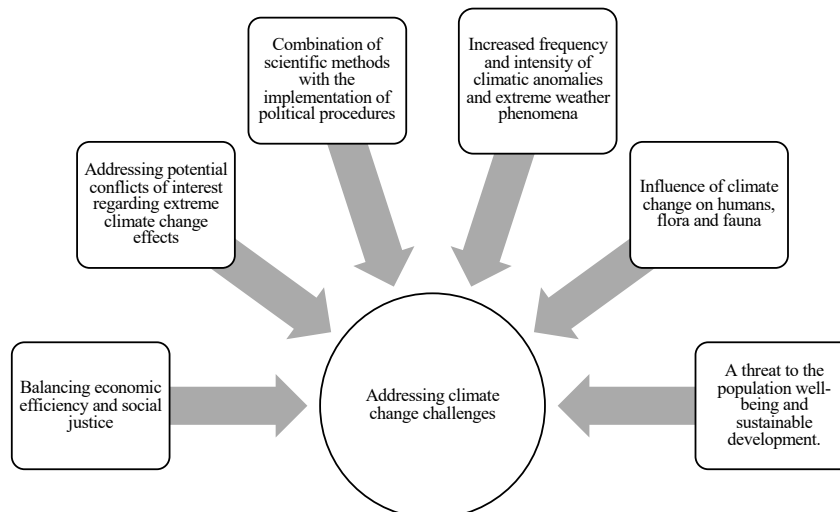 Combination of
scientific methods
with the
implementation of
political procedures
Increased frequency
and intensity of
climatic anomalies
and extreme weather
phenomena
Addressing potential
conflicts of interest
regarding extreme
climate change
effects
Influence of climate
change on humans,
flora and fauna
Balancing economic
efficiency and social
justice
Addressing climate
change challenges
A threat to the
population well-
being and
sustainable
development.